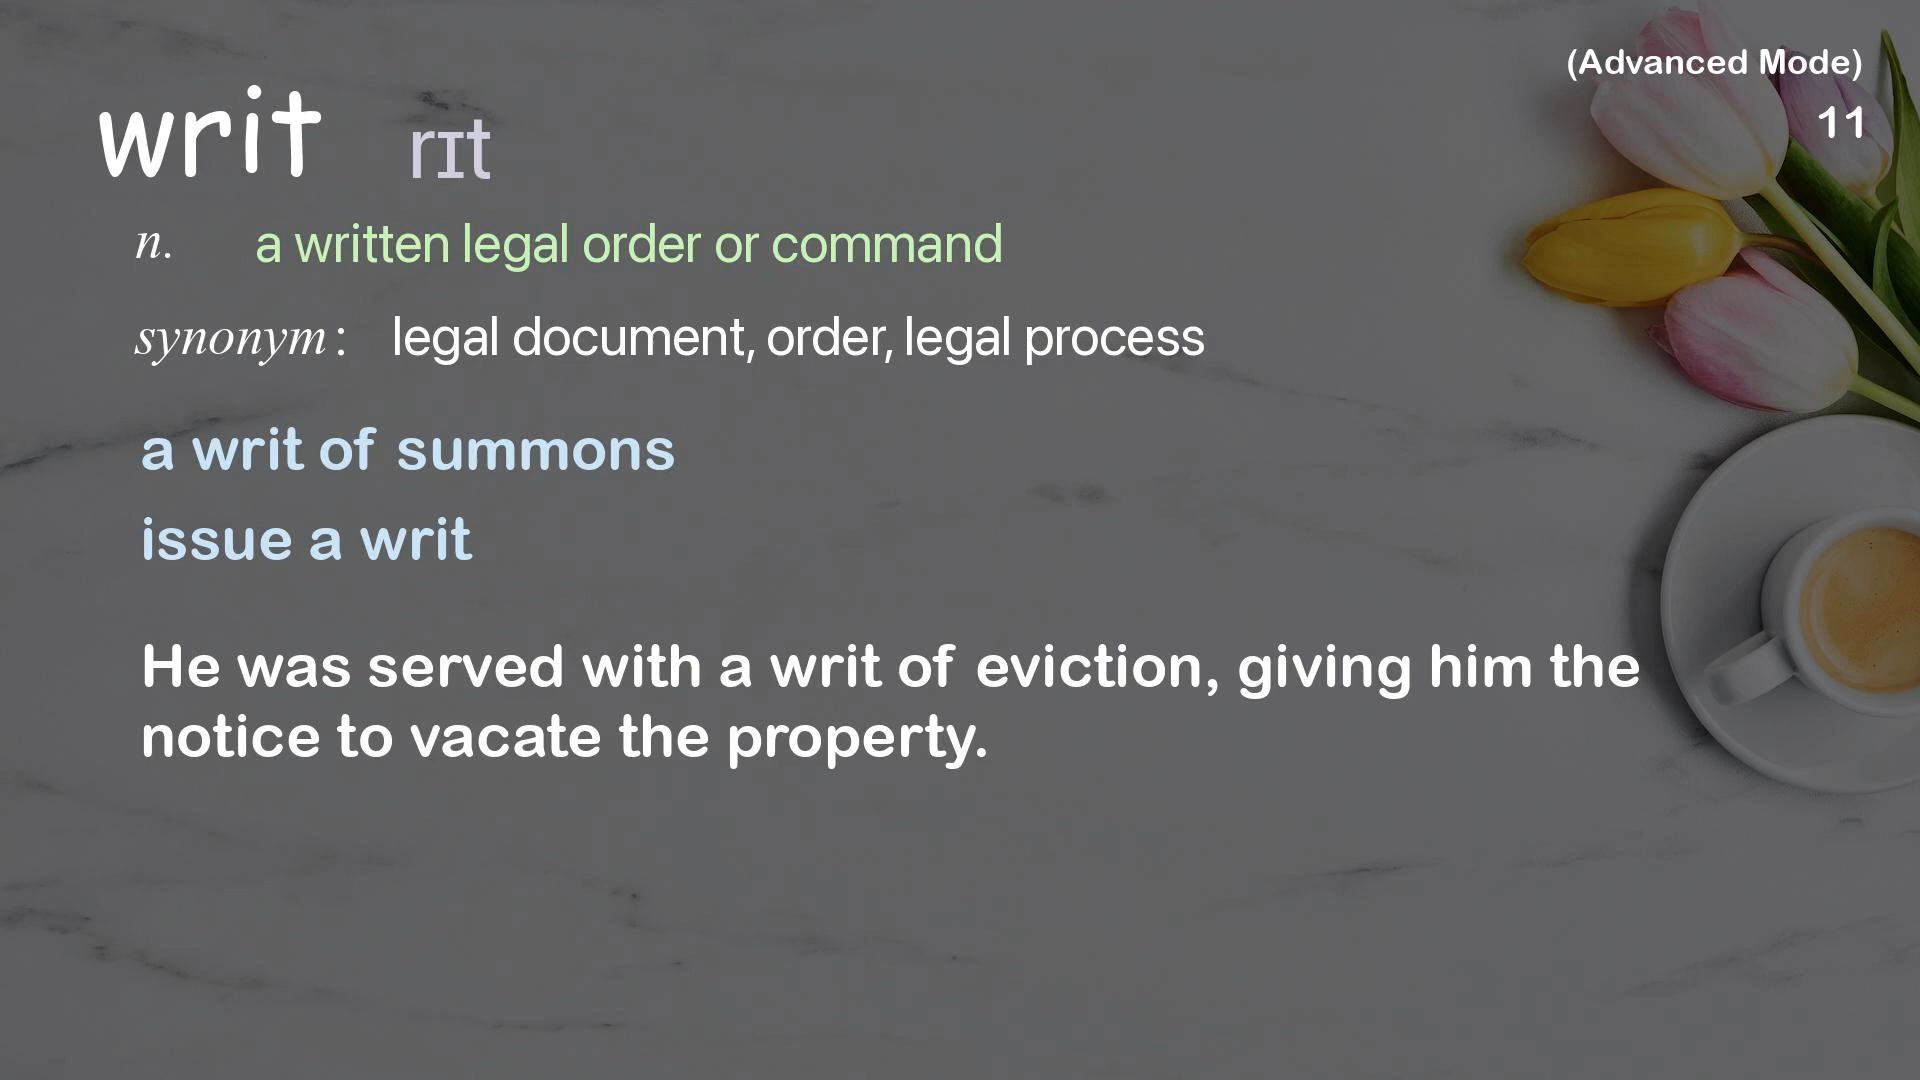 (Advanced Mode)
11
writ rɪt
n. a written legal order or command
synonym: legal document, order, legal process
a writ of summons
issue a writ
He was served with a writ of eviction, giving him the
notice to vacate the property.